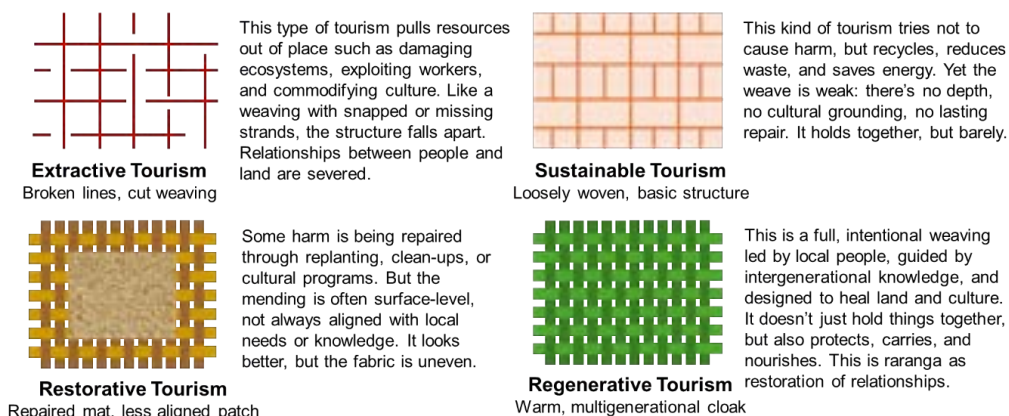 This type of tourism pulls resources
out of place such as damaging
ecosystems, exploiting workers,
and commodifying culture. Like a
weaving with snapped or missing
strands, the structure falls apart.
Relationships between people and
land are severed.
Extractive Tourism
Broken lines, cut weaving
This kind of tourism tries not to
cause harm, but recycles, reduces
waste, and saves energy. Yet the
weave is weak: there's no depth,
no cultural grounding, no lasting
repair. It holds together, but barely.
Sustainable Tourism
Loosely woven, basic structure
Some harm is being repaired
through replanting, clean-ups, or
cultural programs. But the
mending is often surface-level,
not always aligned with local
needs or knowledge. It looks
better, but the fabric is uneven.
Restorative Tourism
Repaired mat, less aligned patch
This is a full, intentional weaving
led by local people, guided by
intergenerational knowledge, and
designed to heal land and culture.
It doesn't just hold things together,
but also protects, carries, and
nourishes. This is raranga as
restoration of relationships.
Regenerative Tourism
Warm, multigenerational cloak